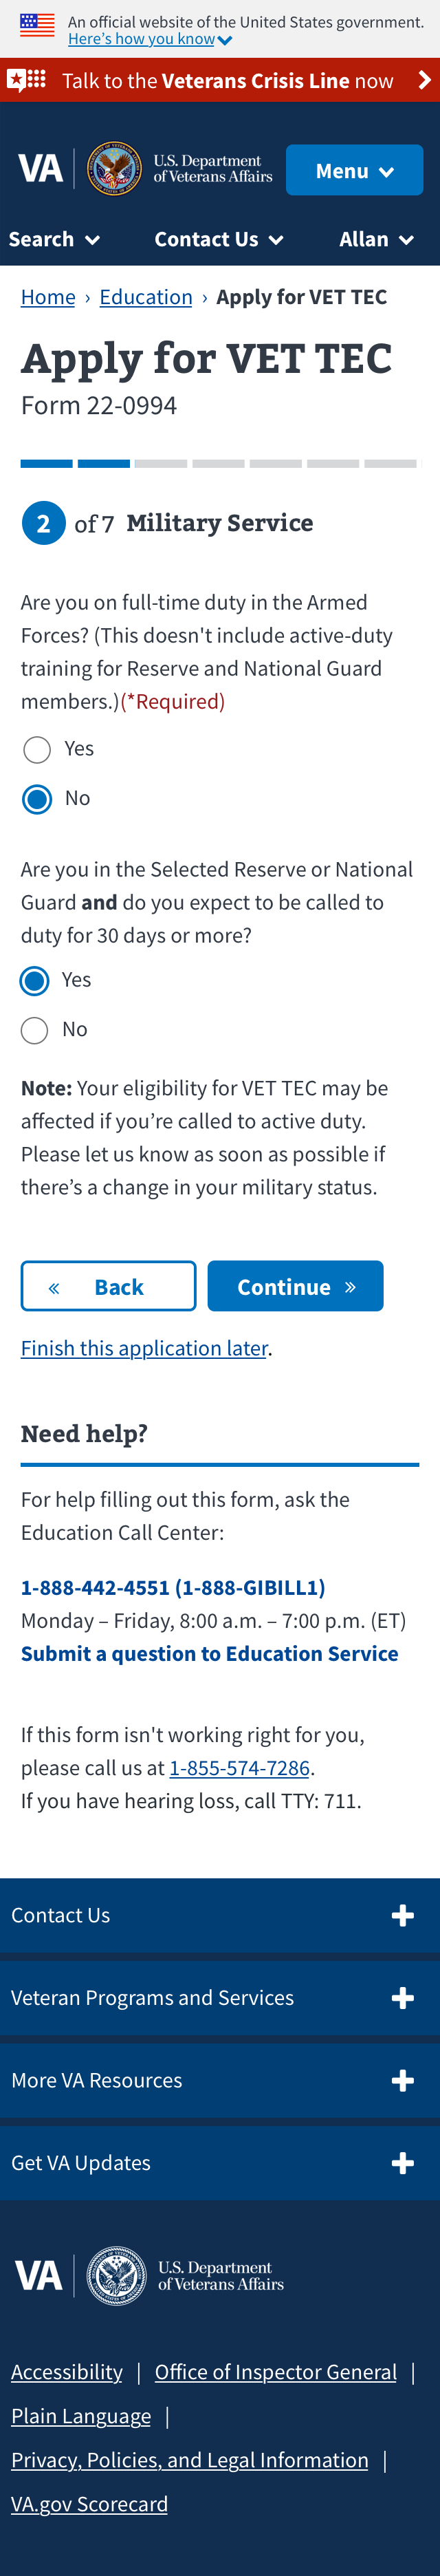 An official website of the United States government.
Here’s how you know
Talk to the Veterans Crisis Line now
VA
U.S. Department
of Veterans Affairs
Menu
Search
Contact Us
Allan
Home › Education › Apply for VET TEC
Apply for VET TEC
Form 22-0994
2 of 7 Military Service
Are you on full-time duty in the Armed
Forces? (This doesn't include active-duty
training for Reserve and National Guard
members.)(*Required)
Yes
No
Are you in the Selected Reserve or National
Guard and do you expect to be called to
duty for 30 days or more?
Yes
No
Note: Your eligibility for VET TEC may be
affected if you’re called to active duty.
Please let us know as soon as possible if
there’s a change in your military status.
« Back
Continue »
Finish this application later.
Need help?
For help filling out this form, ask the
Education Call Center:
1-888-442-4551 (1-888-GIBILL1)
Monday – Friday, 8:00 a.m. – 7:00 p.m. (ET)
Submit a question to Education Service
If this form isn't working right for you,
please call us at 1-855-574-7286.
If you have hearing loss, call TTY: 711.
Contact Us
Veteran Programs and Services
More VA Resources
Get VA Updates
VA
U.S. Department
of Veterans Affairs
Accessibility | Office of Inspector General |
Plain Language |
Privacy, Policies, and Legal Information |
VA.gov Scorecard